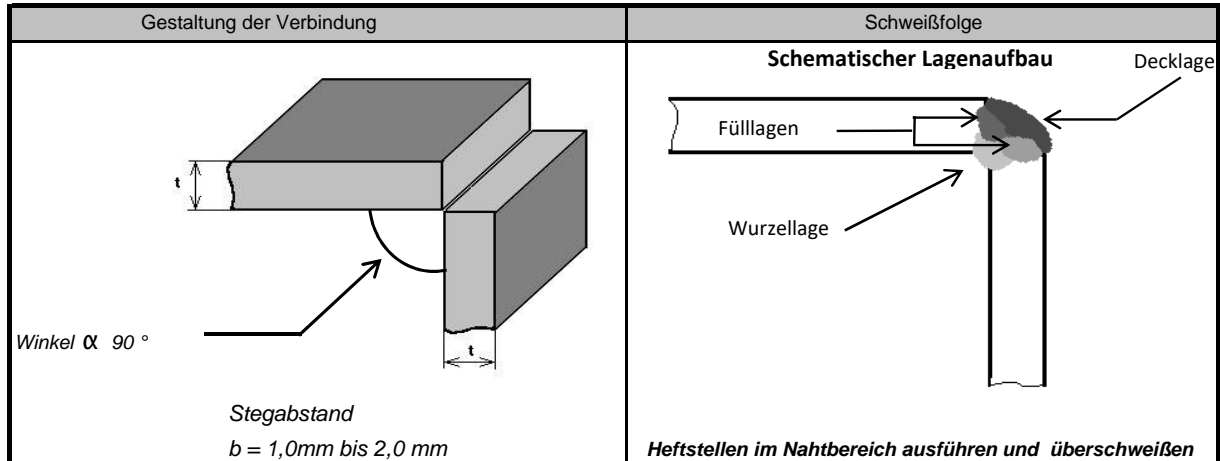 Gestaltung der Verbindung
Schweißfolge
t
Winkel α 90 °
t
Stegabstand
b = 1,0mm bis 2,0 mm
Schematischer Lagenaufbau
Decklage
Fülllagen
Wurzellage
Heftstellen im Nahtbereich ausführen und überschweißen